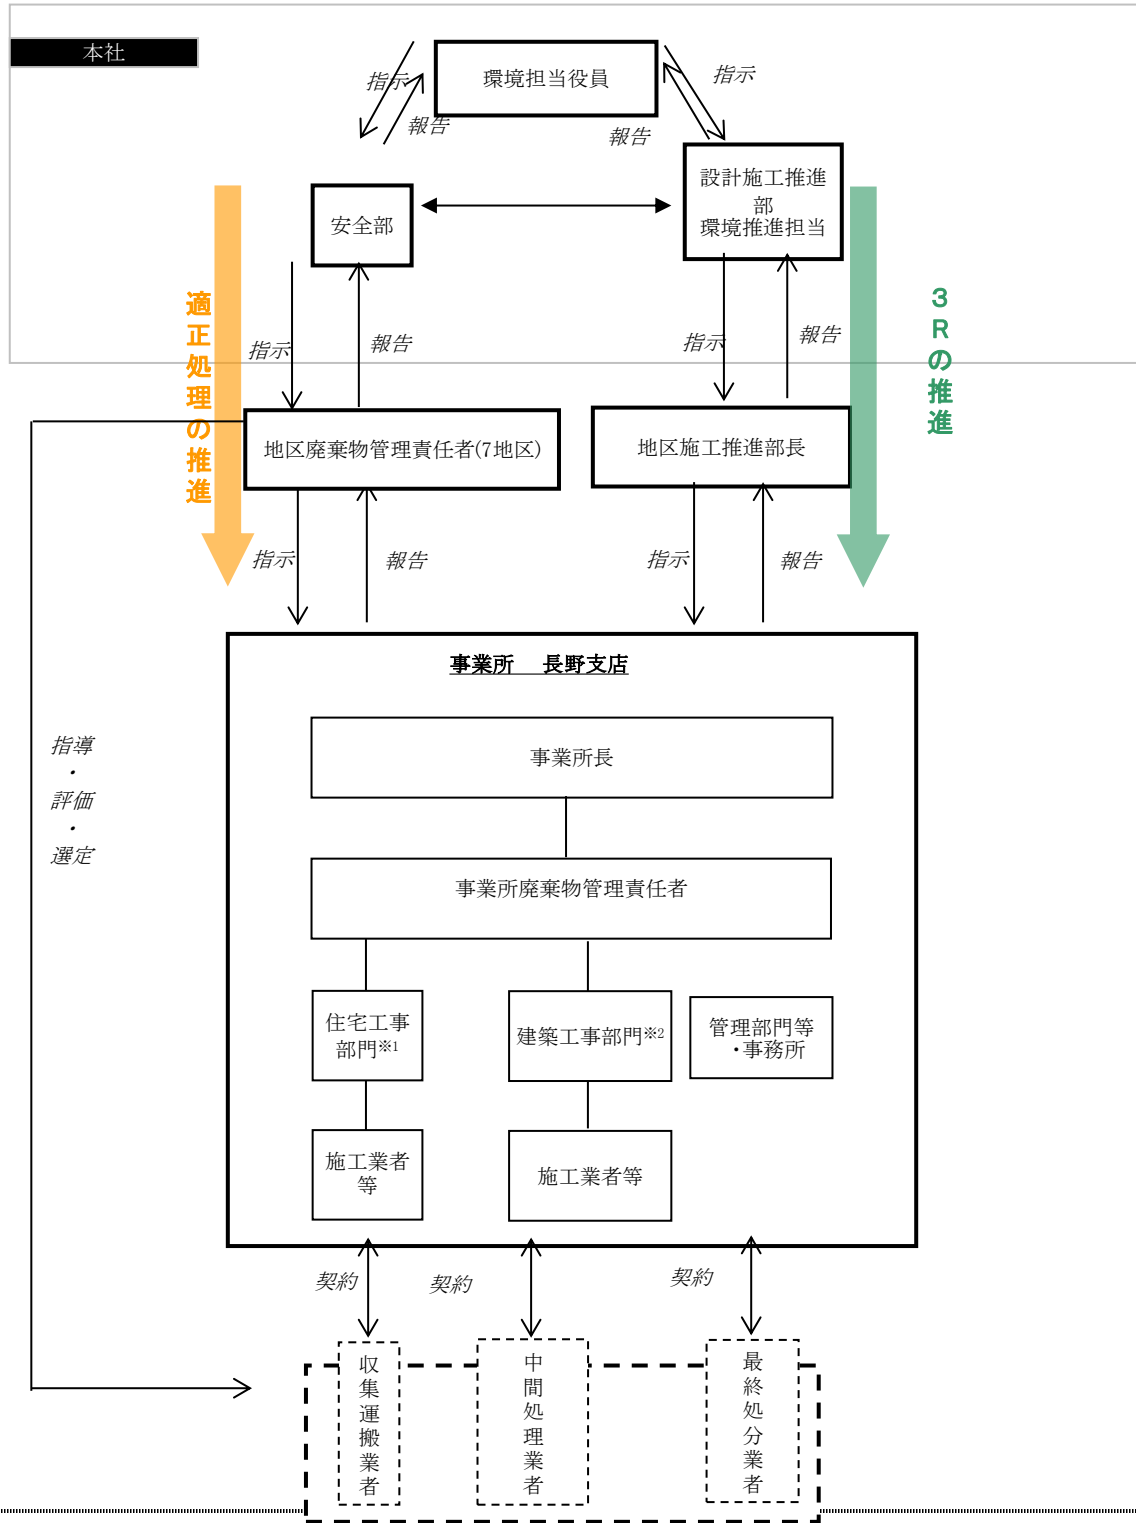 本社
環境担当役員
指示
報告
指示
報告
安全部
設計施工推進
部
環境推進担当
適正処理の推進
3Rの推進
指示
報告
指示
報告
地区廃棄物管理責任者(7地区)
地区施工推進部長
指示
報告
指示
報告
事業所　長野支店
指導
・
評価
・
選定
事業所長
事業所廃棄物管理責任者
住宅工事
部門※1
建築工事部門※2
管理部門等
・事務所
施工業者
等
施工業者等
契約
契約
契約
収集運搬業者
中間処理業者
最終処分業者